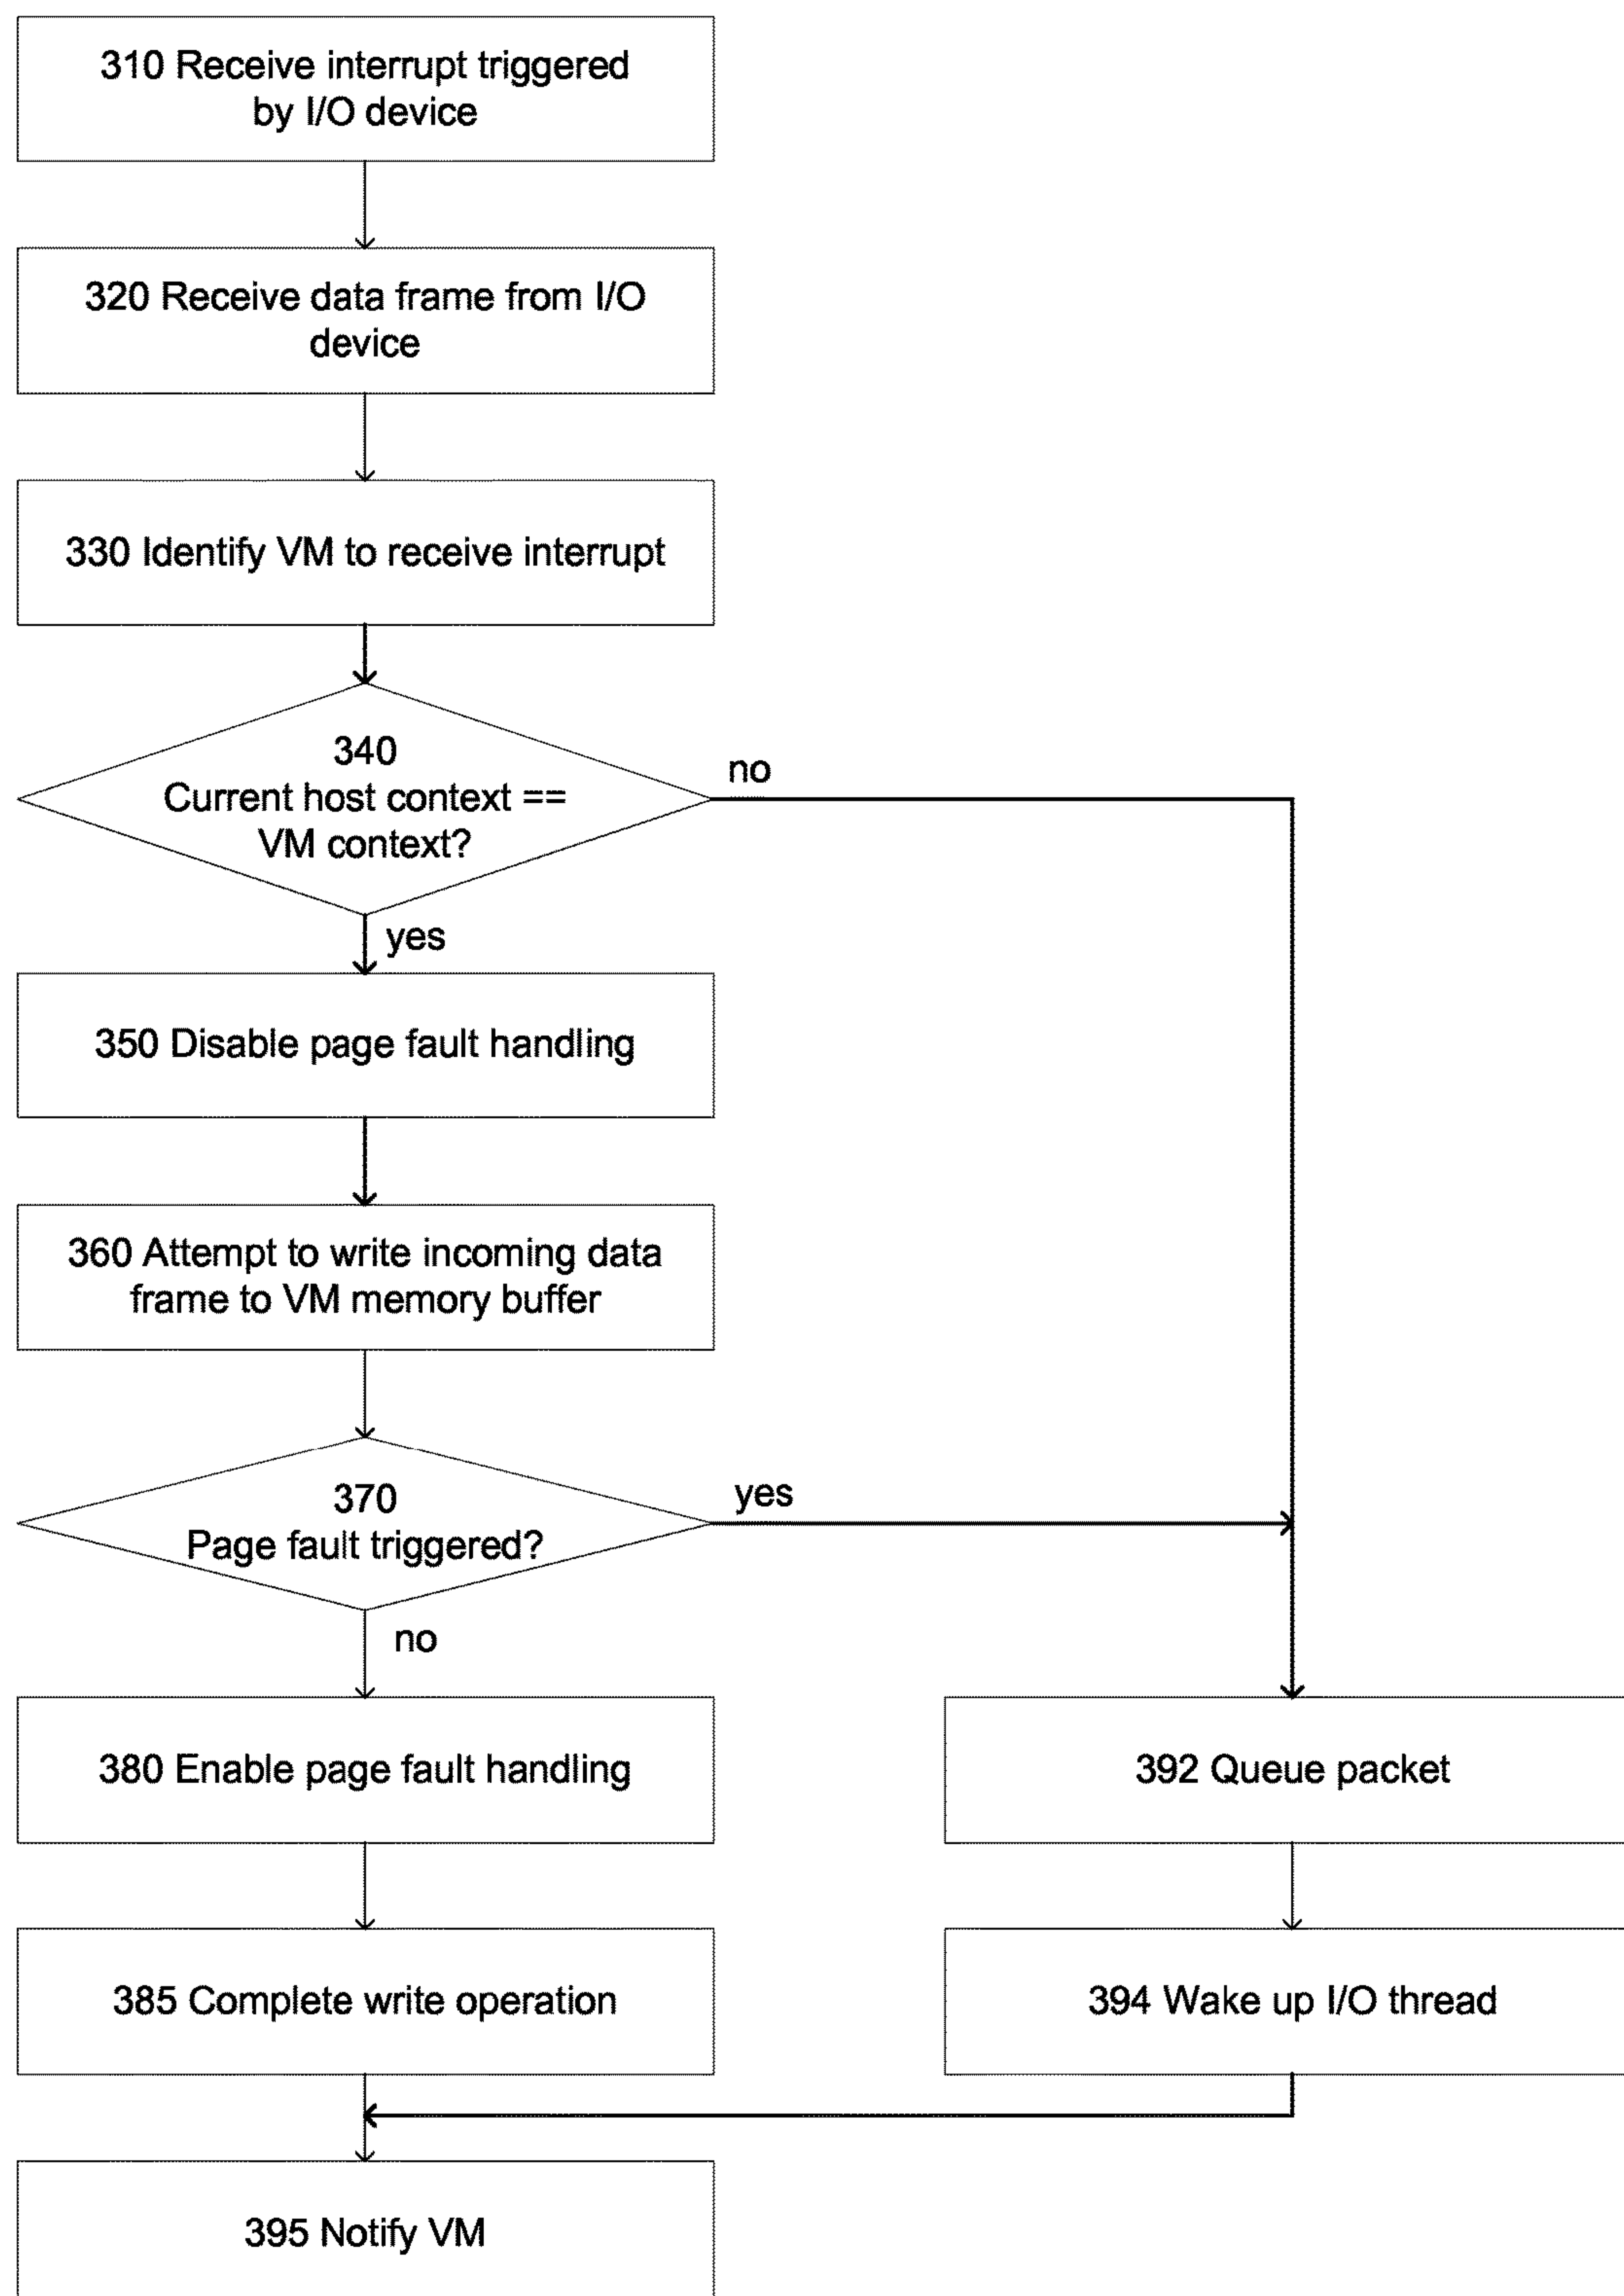 310 Receive interrupt triggered
by I/O device
320 Receive data frame from I/O
device
330 Identify VM to receive interrupt
340
Current host context ==
VM context?
no
yes
350 Disable page fault handling
360 Attempt to write incoming data
frame to VM memory buffer
370
Page fault triggered?
yes
no
380 Enable page fault handling
392 Queue packet
385 Complete write operation
394 Wake up I/O thread
395 Notify VM